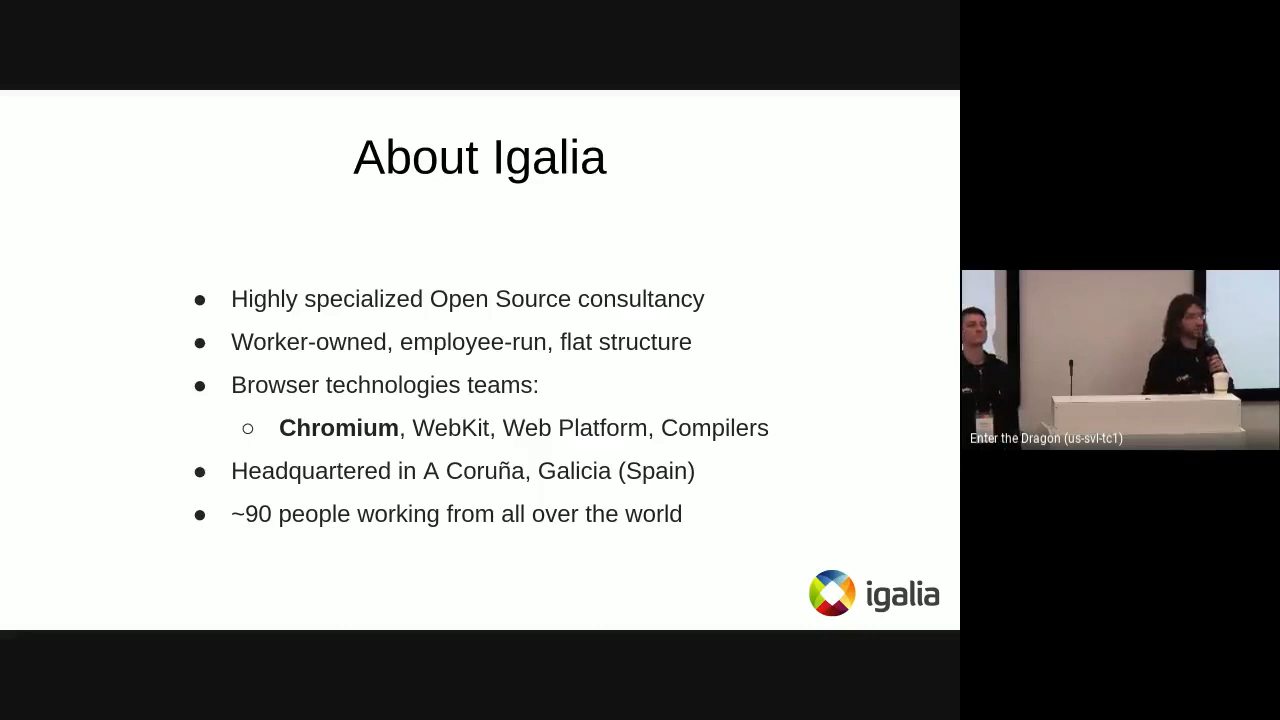 About Igalia
● Highly specialized Open Source consultancy
● Worker-owned, employee-run, flat structure
● Browser technologies teams:
○ Chromium, WebKit, Web Platform, Compilers
● Headquartered in A Coruña, Galicia (Spain)
● ~90 people working from all over the world
igalia
Enter the Dragon (us-svl-tc1)